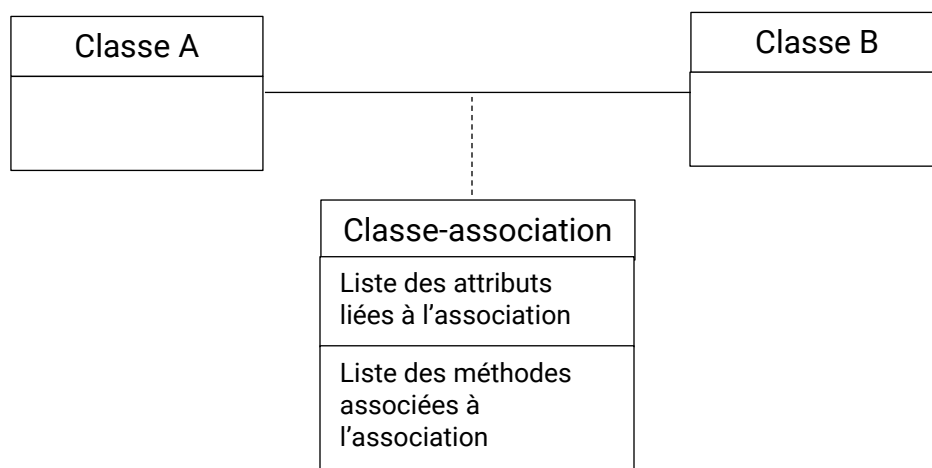 Classe A
Classe B
Classe-association
Liste des attributs
liées à l’association
Liste des méthodes
associées à
l’association